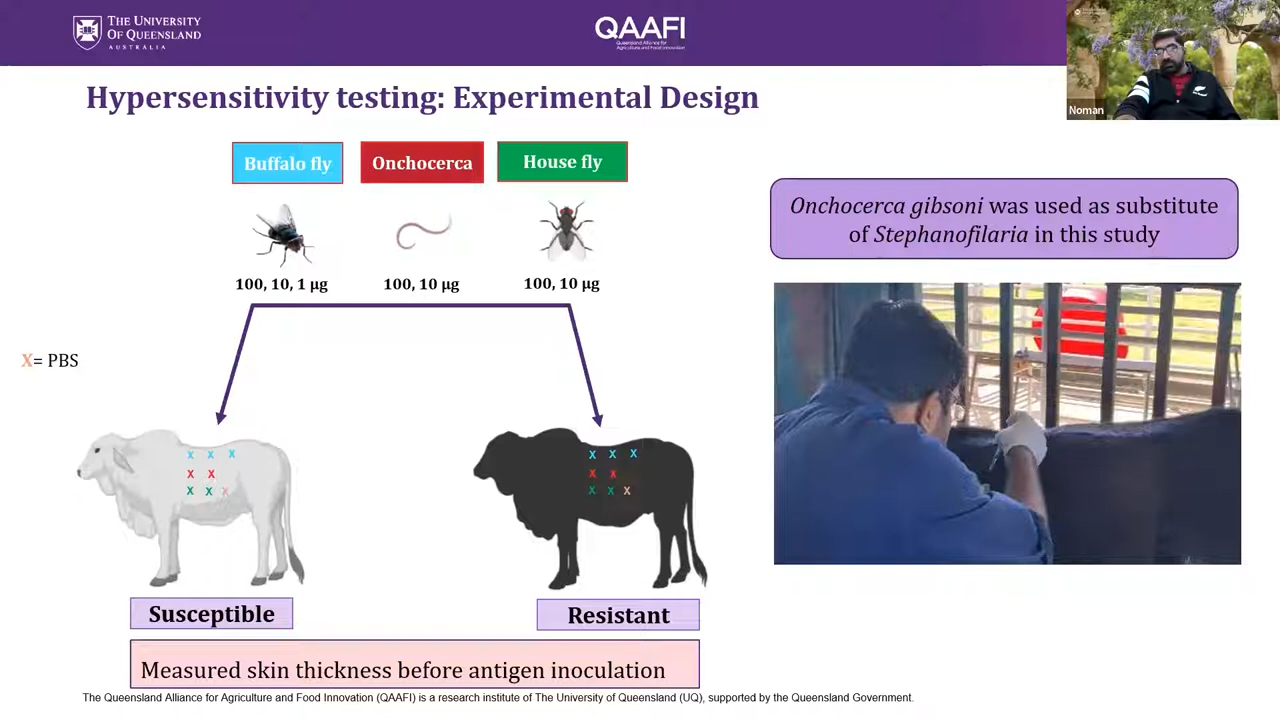 THE UNIVERSITY
OF QUEENSLAND
AUSTRALIA
QAAFI
Queensland Alliance for
Agriculture and Food Innovation
Noman
Hypersensitivity testing: Experimental Design
Buffalo fly
Onchocerca
House fly
100, 10, 1 µg
100, 10 µg
100, 10 µg
Onchocerca gibsoni was used as substitute
of Stephanofilaria in this study
X= PBS
X X X
X X
X X X
X X X
X X
X X X
Susceptible
Resistant
Measured skin thickness before antigen inoculation
The Queensland Alliance for Agriculture and Food Innovation (QAAFI) is a research institute of The University of Queensland (UQ), supported by the Queensland Government.